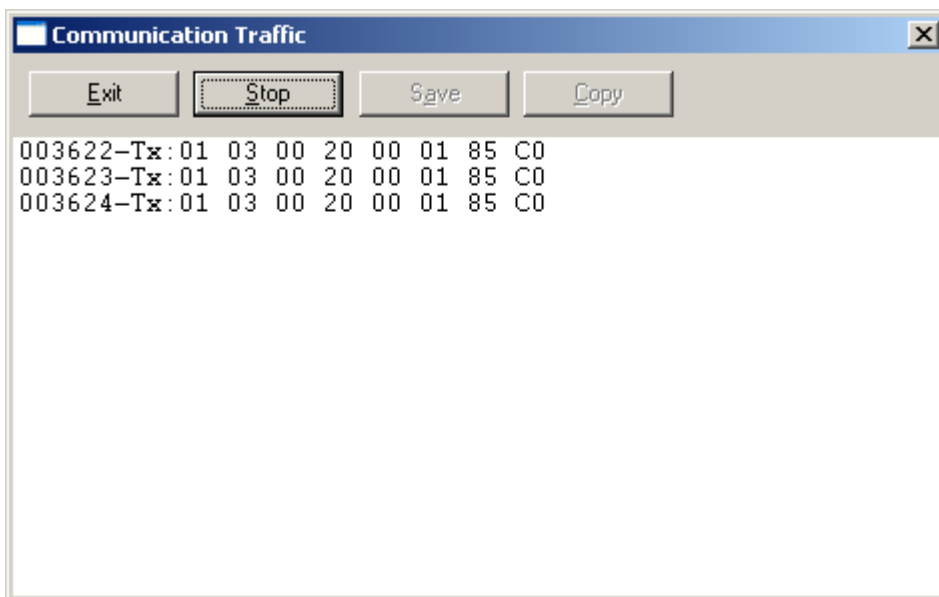 Communication Traffic
Exit Stop Save Copy
003622-Tx:01 03 00 20 00 01 85 C0
003623-Tx:01 03 00 20 00 01 85 C0
003624-Tx:01 03 00 20 00 01 85 C0